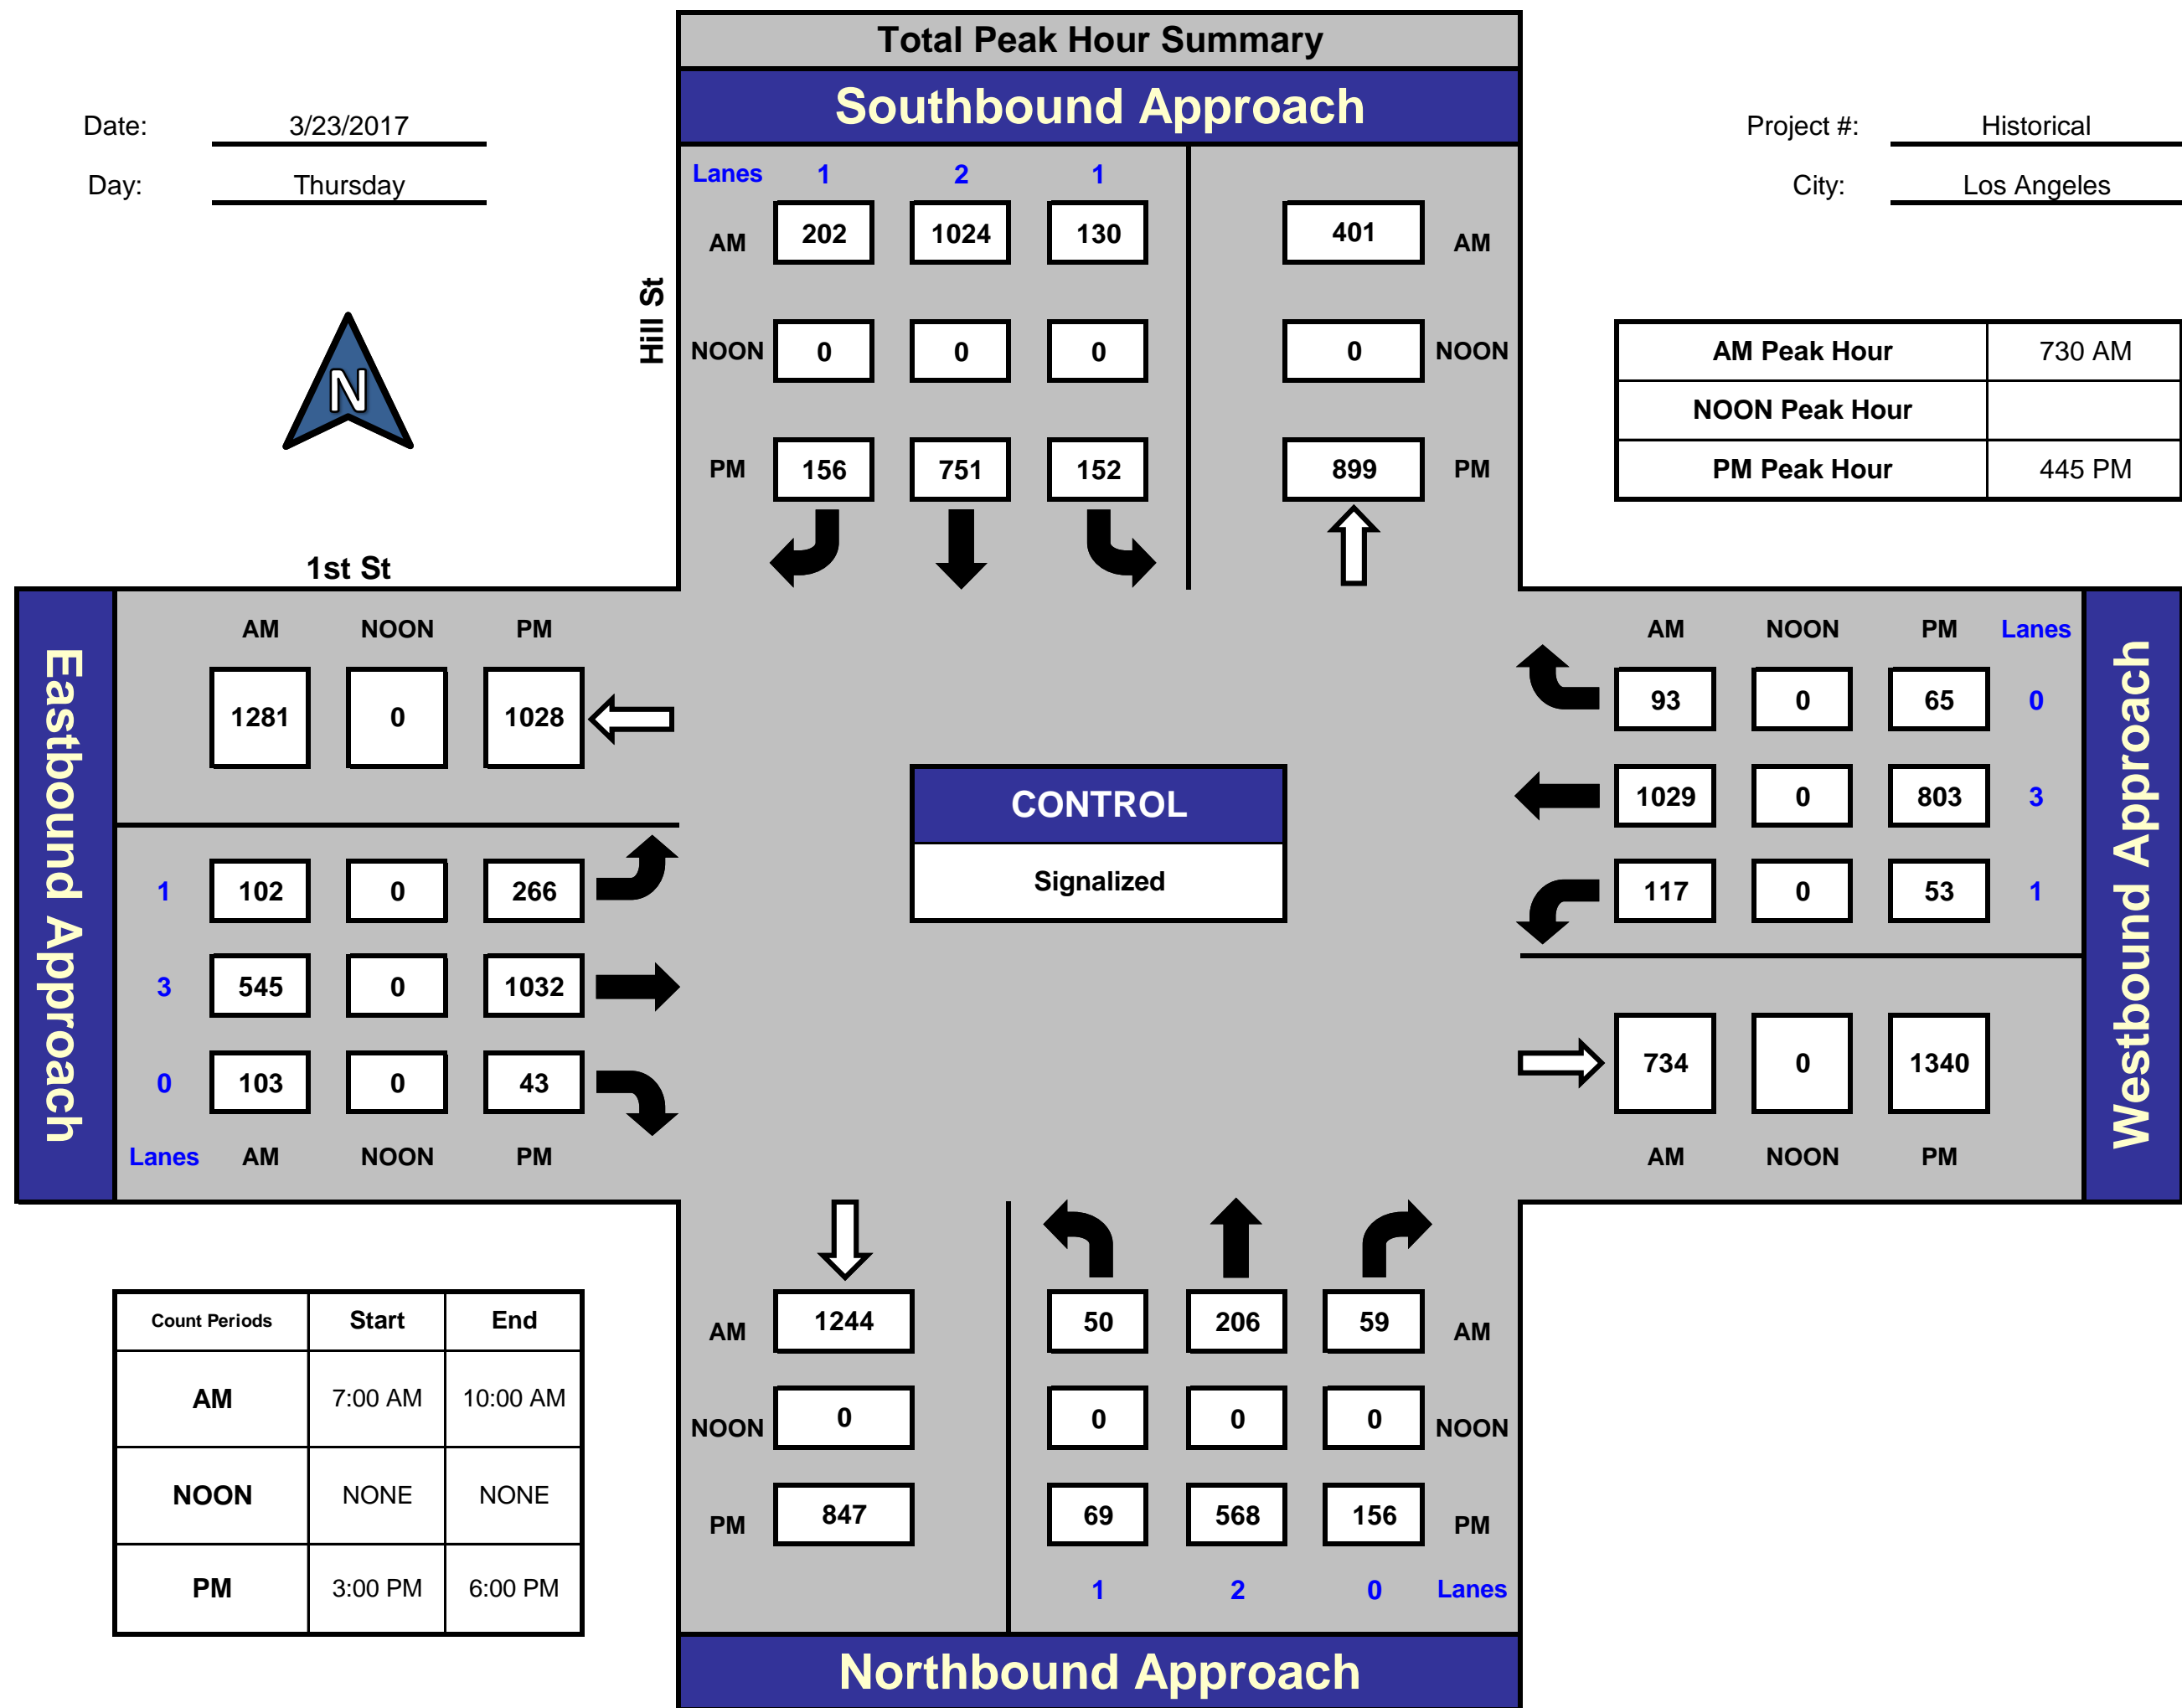 Total Peak Hour Summary
Southbound Approach
Date: 3/23/2017
Day: Thursday
Project #: Historical
City: Los Angeles
Lanes 1 2 1
AM 202 1024 130 401 AM
NOON 0 0 0 0 NOON
PM 156 751 152 899 PM
Hill St
N
AM Peak Hour 730 AM
NOON Peak Hour
PM Peak Hour 445 PM
1st St
Eastbound Approach
AM NOON PM
1281 0 1028
1 102 0 266
3 545 0 1032
0 103 0 43
Lanes AM NOON PM
CONTROL
Signalized
AM NOON PM Lanes
93 0 65 0
1029 0 803 3
117 0 53 1
734 0 1340
AM NOON PM
Westbound Approach
Count Periods Start End
AM 7:00 AM 10:00 AM
NOON NONE NONE
PM 3:00 PM 6:00 PM
AM 1244 50 206 59 AM
NOON 0 0 0 0 NOON
PM 847 69 568 156 PM
1 2 0 Lanes
Northbound Approach